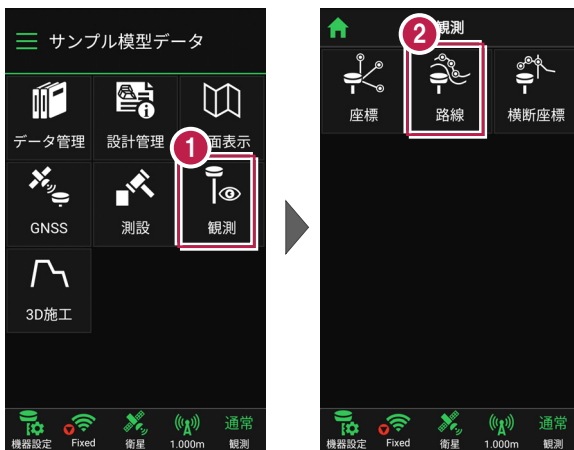 サンプル模型データ
データ管理
設計管理
面表示
1
GNSS
測設
観測
3D施工
機器設定
Fixed
衛星
1.000m
通常
観測
2
観測
座標
路線
横断座標
機器設定
Fixed
衛星
1.000m
通常
観測